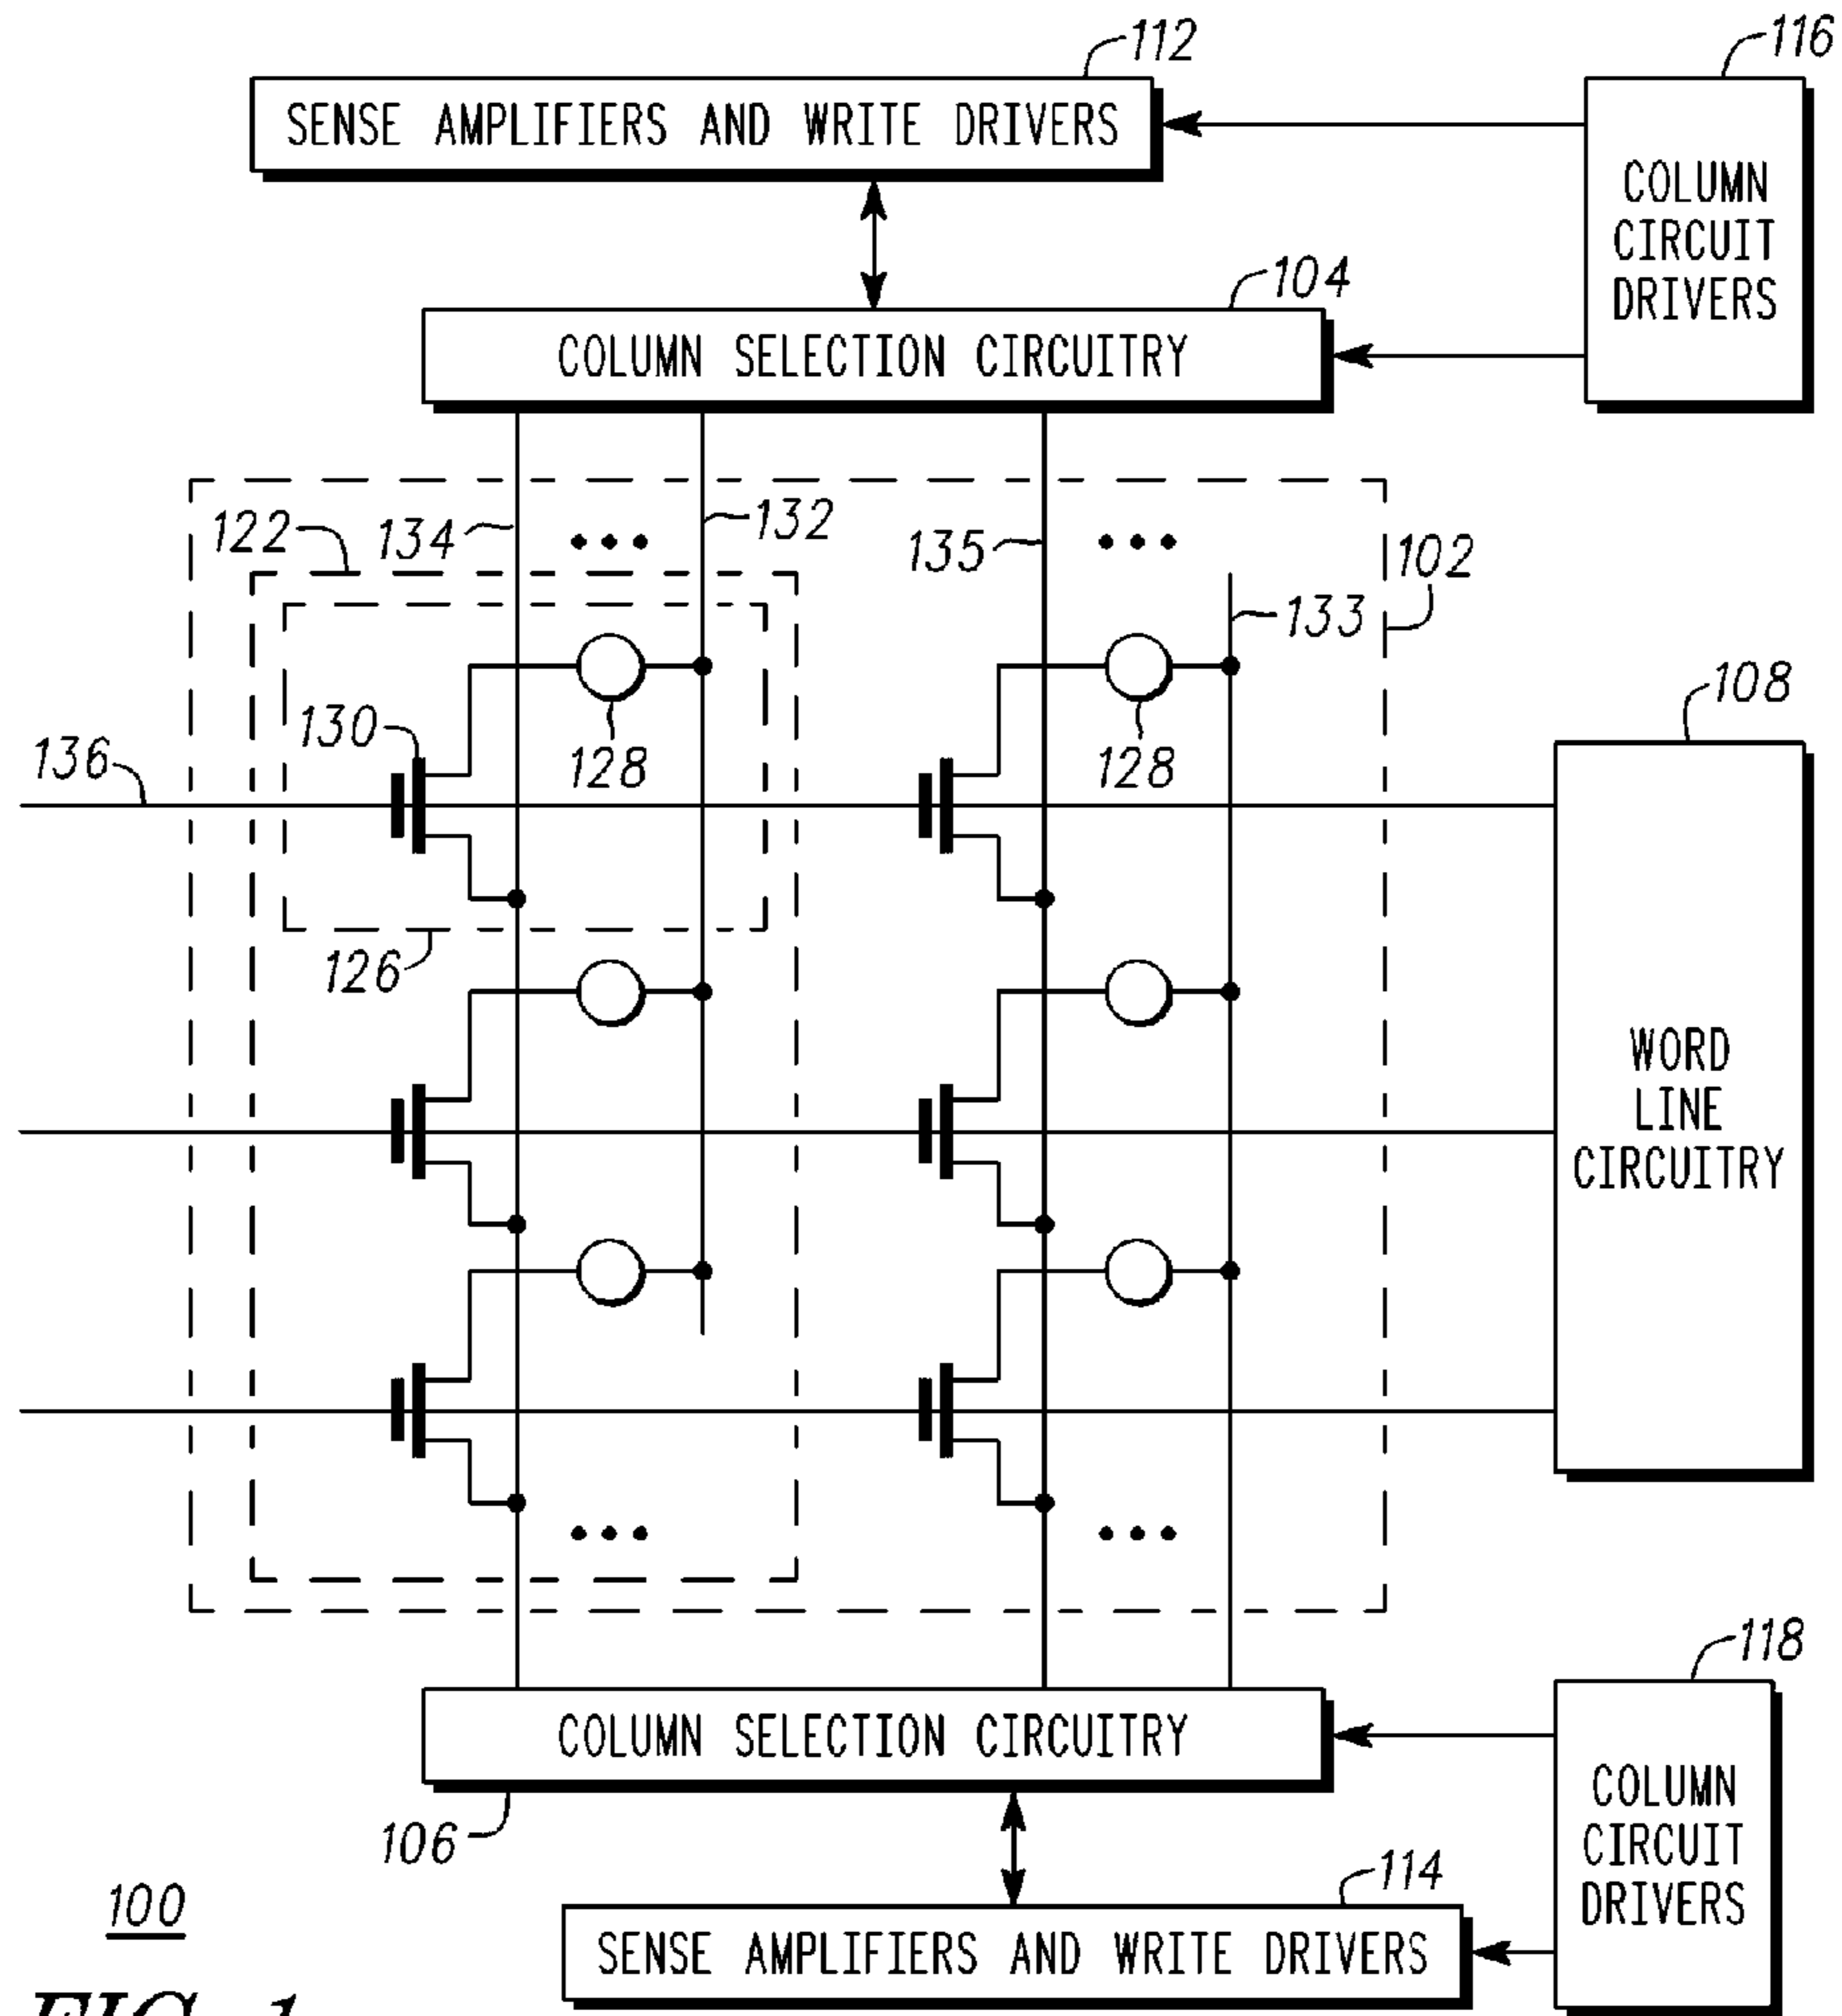 112
116
SENSE AMPLIFIERS AND WRITE DRIVERS
COLUMN
CIRCUIT
DRIVERS
104
COLUMN SELECTION CIRCUITRY
122
134
132
135
102
133
130
128
128
108
136
126
WORD
LINE
CIRCUITRY
118
COLUMN SELECTION CIRCUITRY
COLUMN
CIRCUIT
DRIVERS
106
114
100
SENSE AMPLIFIERS AND WRITE DRIVERS
FIG. 1